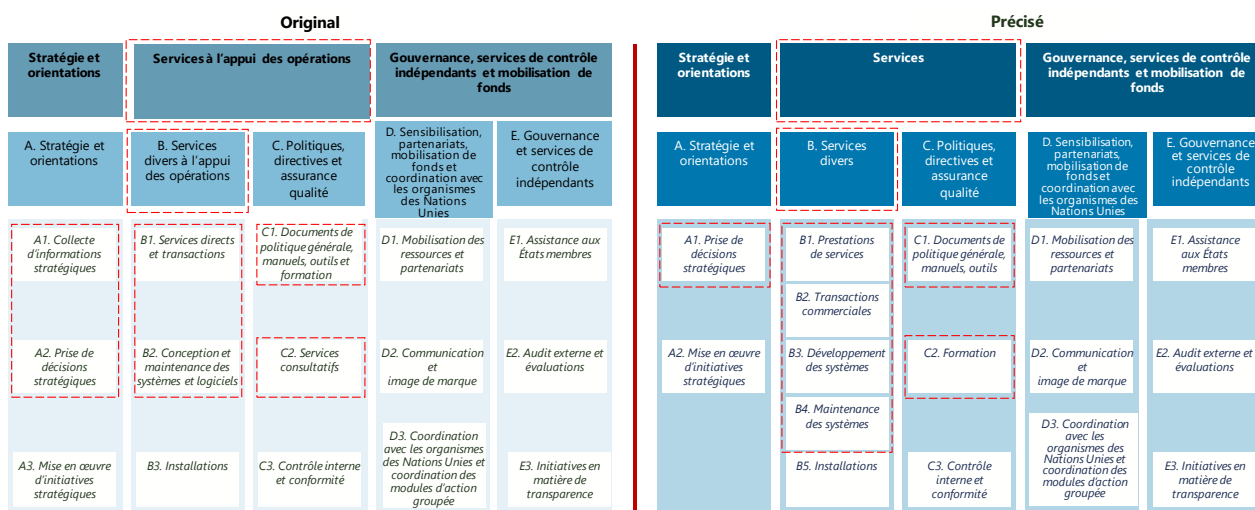 Original
Stratégie et
orientations
Services à l'appui des opérations
Gouvernance, services de contrôle
indépendants et mobilisation de
fonds
A. Stratégie et
orientations
B. Services
divers à l'appui
des opérations
C. Politiques,
directives et
assurance
qualité
D. Sensibilisation,
partenariats,
mobilisation de
fonds et
coordination avec
les organismes
des Nations
Unies
E. Gouvernance
et services de
contrôle
indépendants
A1. Collecte
d'informations
stratégiques
B1. Services directs
et transactions
C1. Documents de
politique générale,
manuels, outils et
formation
D1. Mobilisation des
ressources et
partenariats
E1. Assistance aux
États membres
A2. Prise de
décisions
stratégiques
B2. Conception et
maintenance des
systèmes et logiciels
C2. Services
consultatifs
D2. Communication
et
image de marque
E2. Audit externe et
évaluations
A3. Mise en œuvre
d'initiatives
stratégiques
B3. Installations
C3. Contrôle interne
et conformité
D3. Coordination
avec les organismes
des Nations Unies et
coordination des
modules d'action
groupée
E3. Initiatives en
matière de
transparence
Précisé
Stratégie et
orientations
Services
Gouvernance, services de contrôle
indépendants et mobilisation de
fonds
A. Stratégie et
orientations
B. Services
divers
C. Politiques,
directives et
assurance
qualité
D. Sensibilisation,
partenariats,
mobilisation de
fonds et
coordination avec
les organismes des
Nations Unies
E. Gouvernance
et services de
contrôle
indépendants
A1. Prise de
décisions
stratégiques
B1. Prestations
de services
C1. Documents de
politique générale,
manuels, outils
D1. Mobilisation des
ressources et
partenariats
E1. Assistance
aux États
membres
B2. Transactions
commerciales
A2. Mise en œuvre
d'initiatives
stratégiques
B3. Développement
des systèmes
C2. Formation
D2. Communication
et
image de marque
E2. Audit externe et
évaluations
B4. Maintenance
des systèmes
B5. Installations
C3. Contrôle
interne et
conformité
D3. Coordination
avec les
organismes des
Nations Unies et
coordination des
modules d'action
groupée
E3. Initiatives en
matière de
transparence